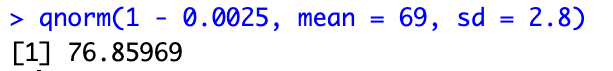 > qnorm(1 - 0.0025, mean = 69, sd = 2.8)
[1] 76.85969